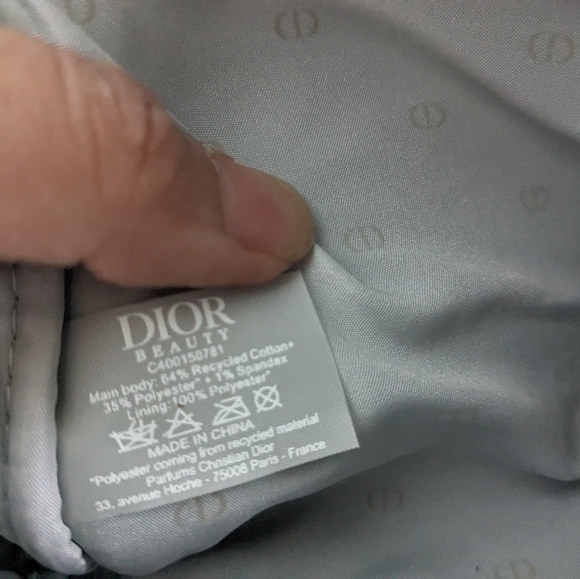 DIOR
BEAUTY
C400150781
Main body: 64% Recycled Cotton+
35% Polyester* + 1% Spandex
Lining:100% Polyester*
MADE IN CHINA
*Polyester coming from recycled material
Parfums Christian Dior
33, avenue Hoche - 75008 Paris - France